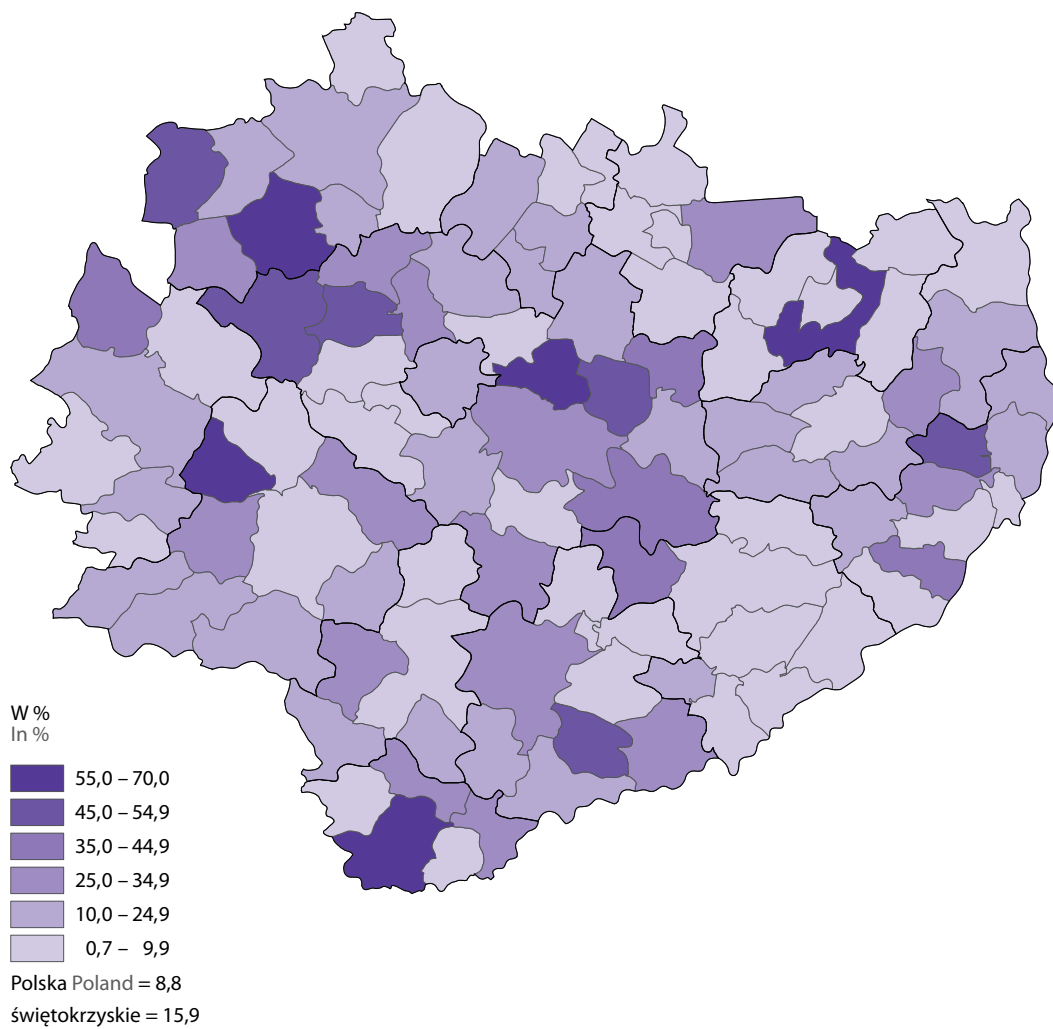 W %
In %
55,0 – 70,0
45,0 – 54,9
35,0 – 44,9
25,0 – 34,9
10,0 – 24,9
0,7 – 9,9
Polska Poland = 8,8
świętokrzyskie = 15,9